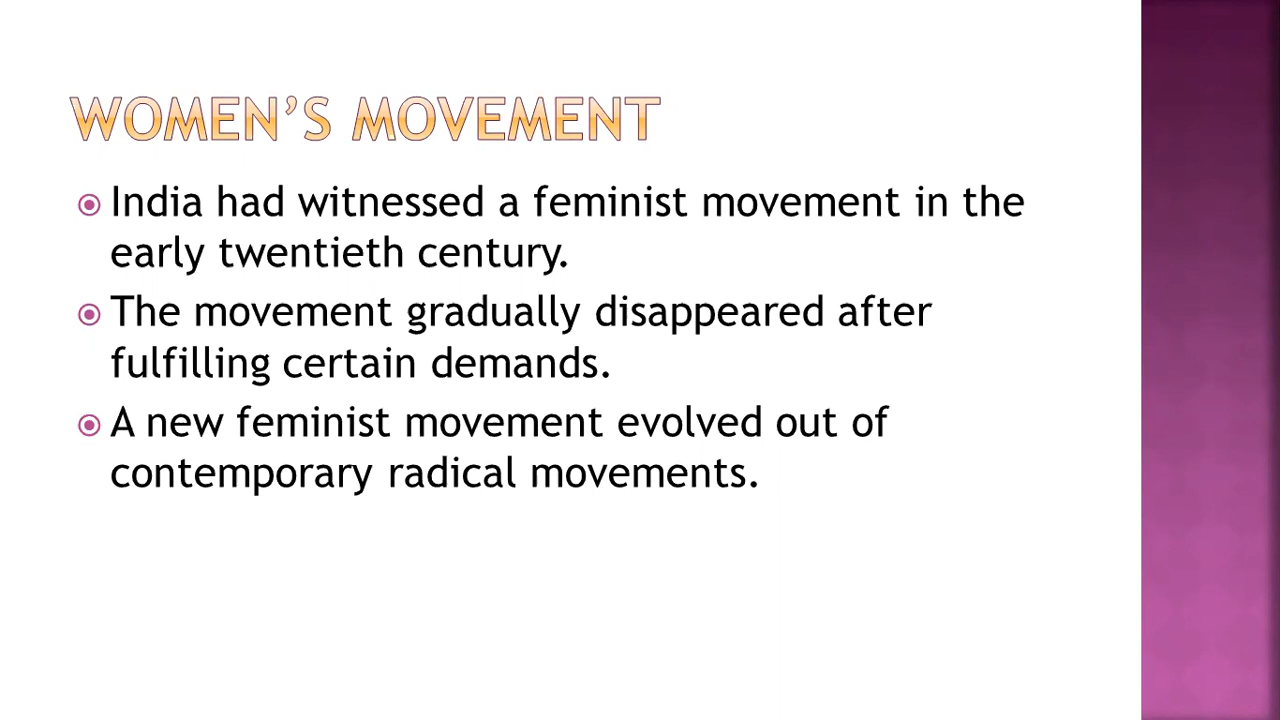 WOMEN’S MOVEMENT
India had witnessed a feminist movement in the
early twentieth century.
The movement gradually disappeared after
fulfilling certain demands.
A new feminist movement evolved out of
contemporary radical movements.